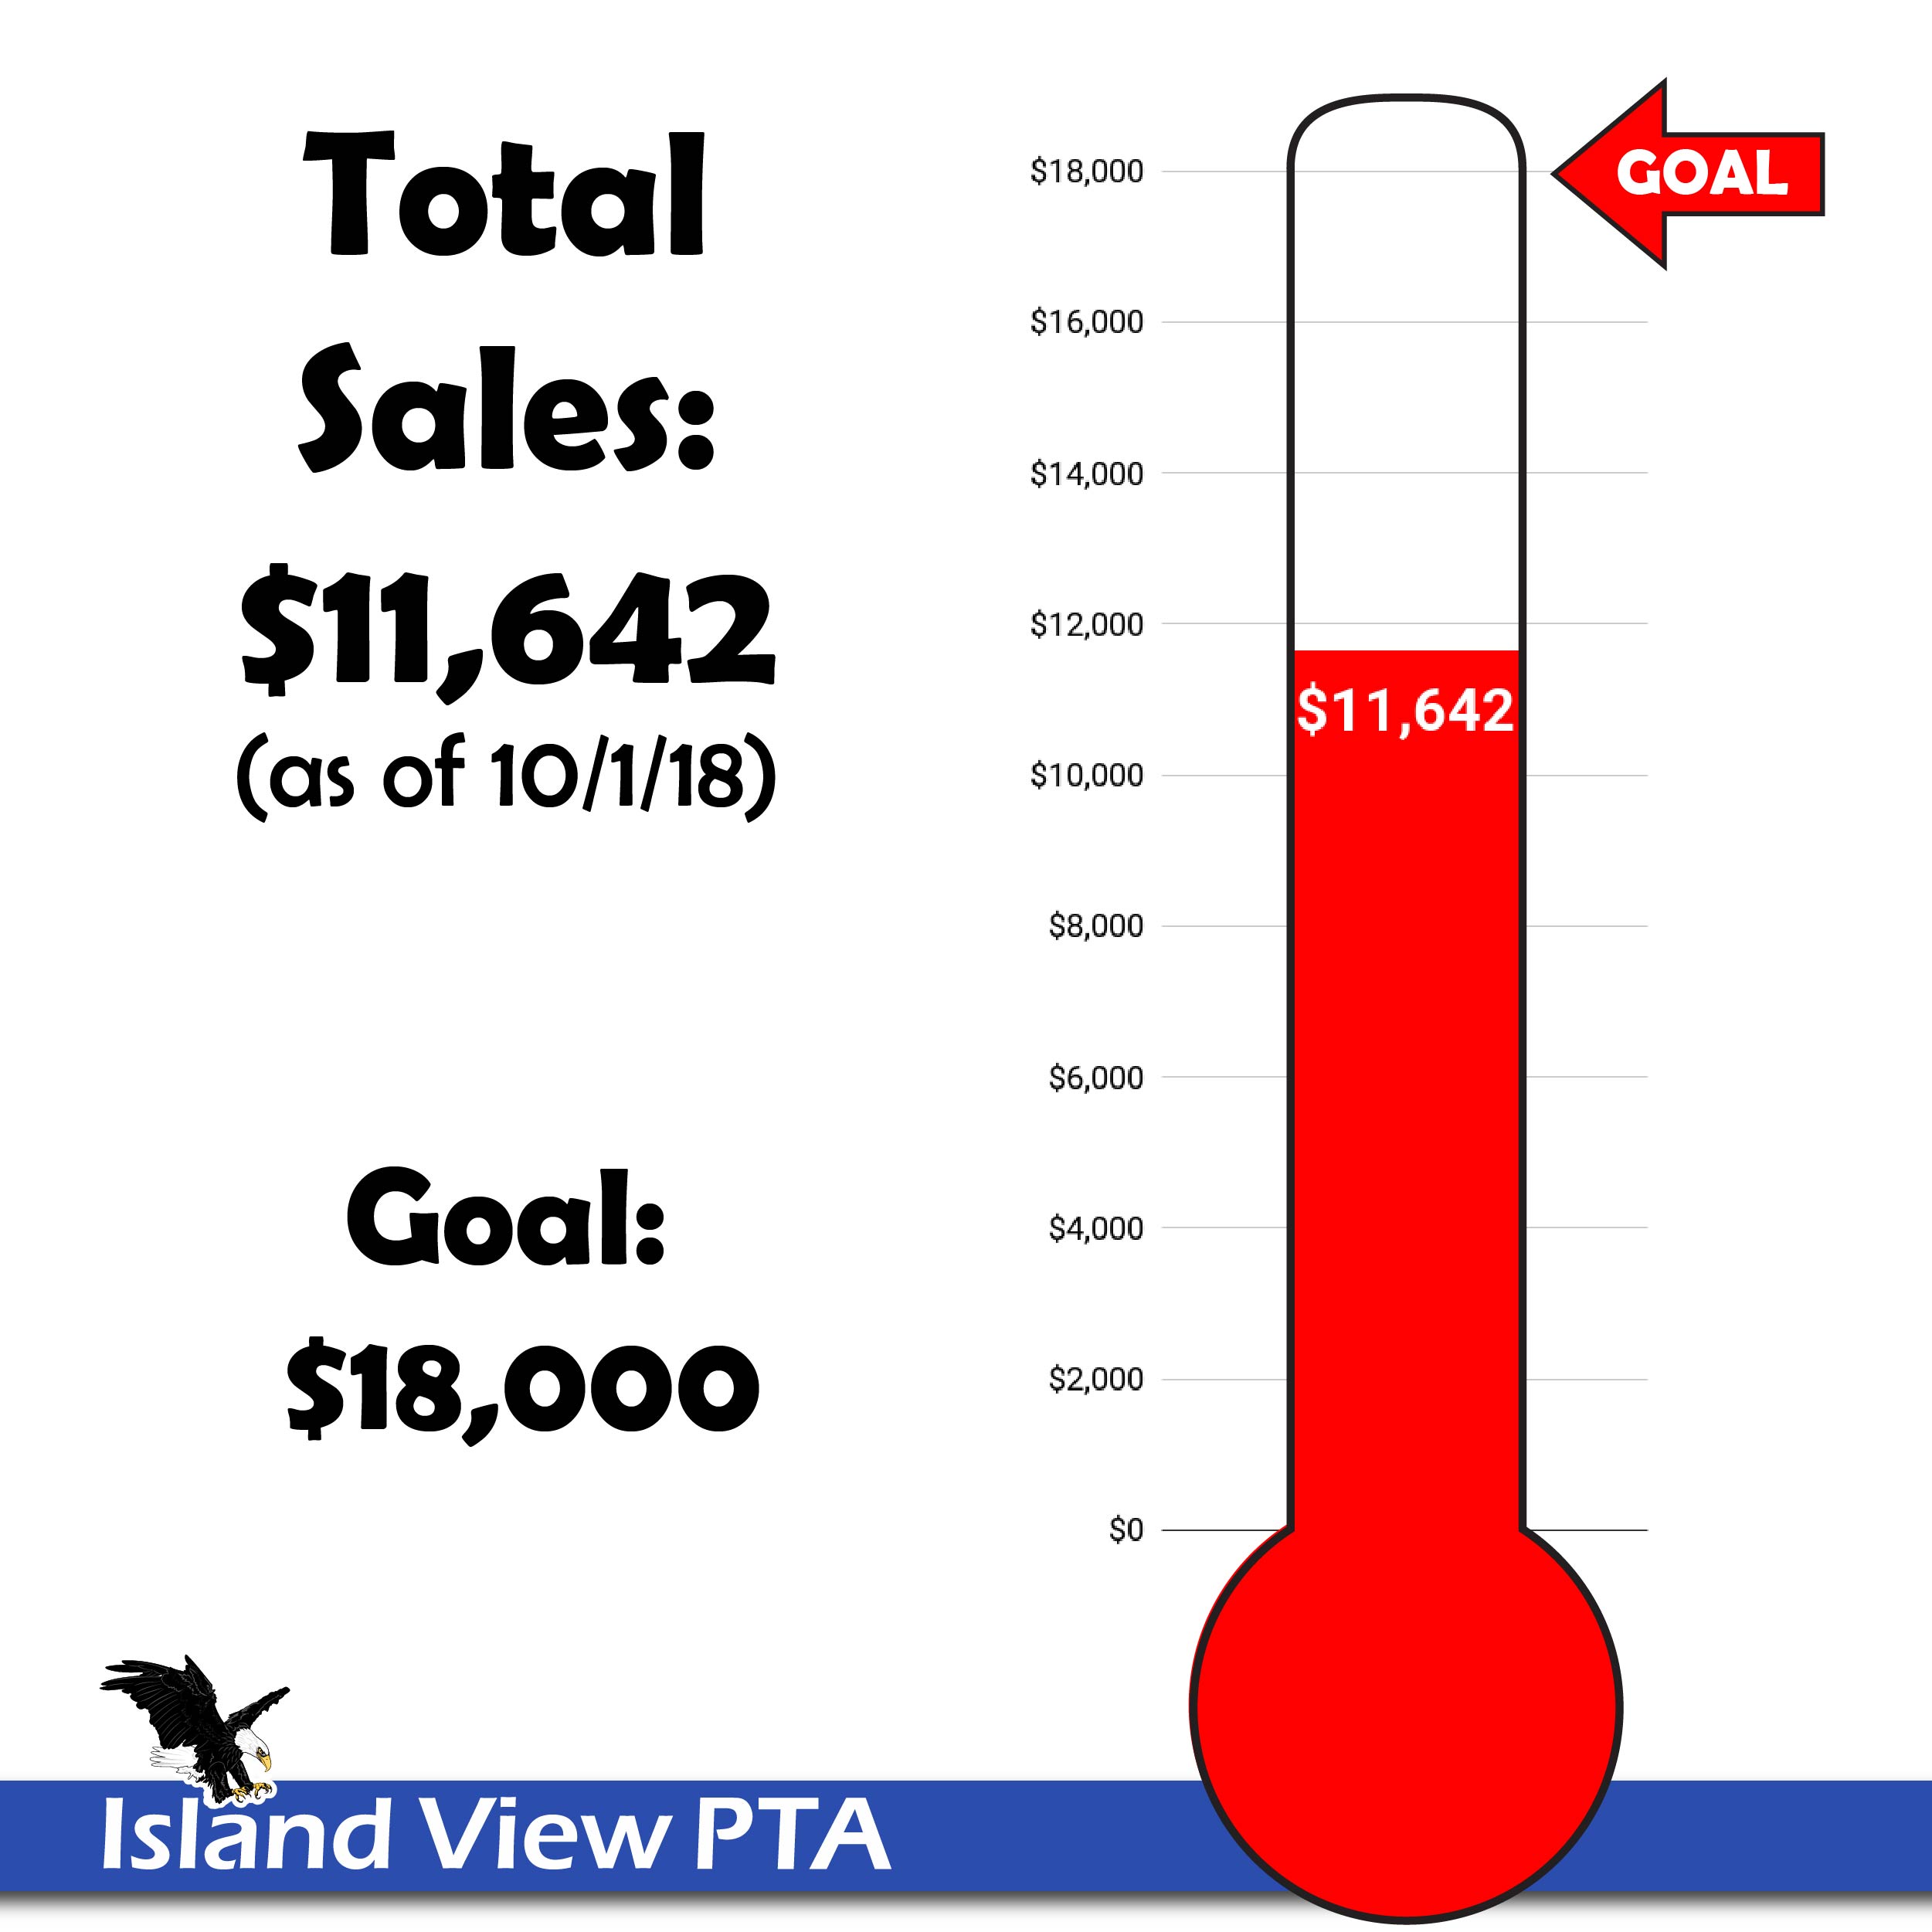 Total
Sales:
$11,642
(as of 10/1/18)
Goal:
$18,000
$18,000
GOAL
$16,000
$14,000
$12,000
$11,642
$10,000
$8,000
$6,000
$4,000
$2,000
$0
Island View PTA